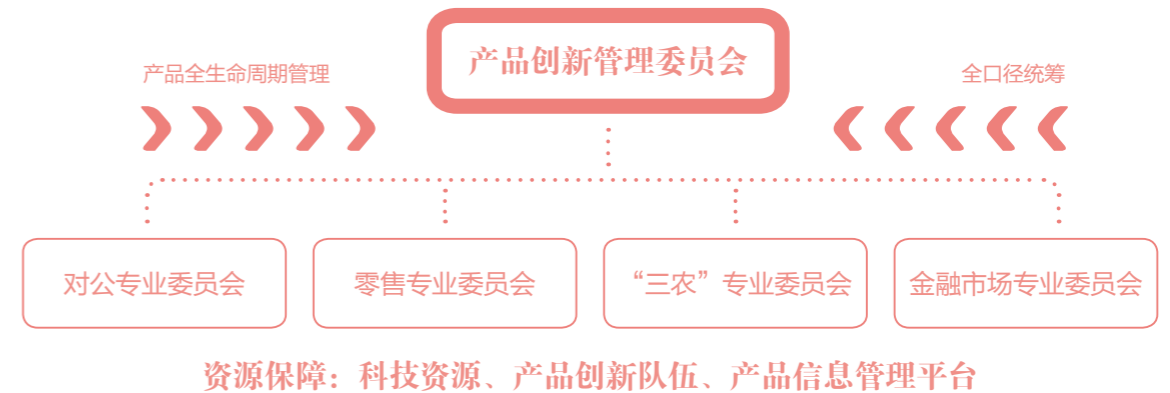 产品创新管理委员会
产品全生命周期管理
全口径统筹
对公专业委员会
零售专业委员会
“三农”专业委员会
金融市场专业委员会
资源保障：科技资源、产品创新队伍、产品信息管理平台